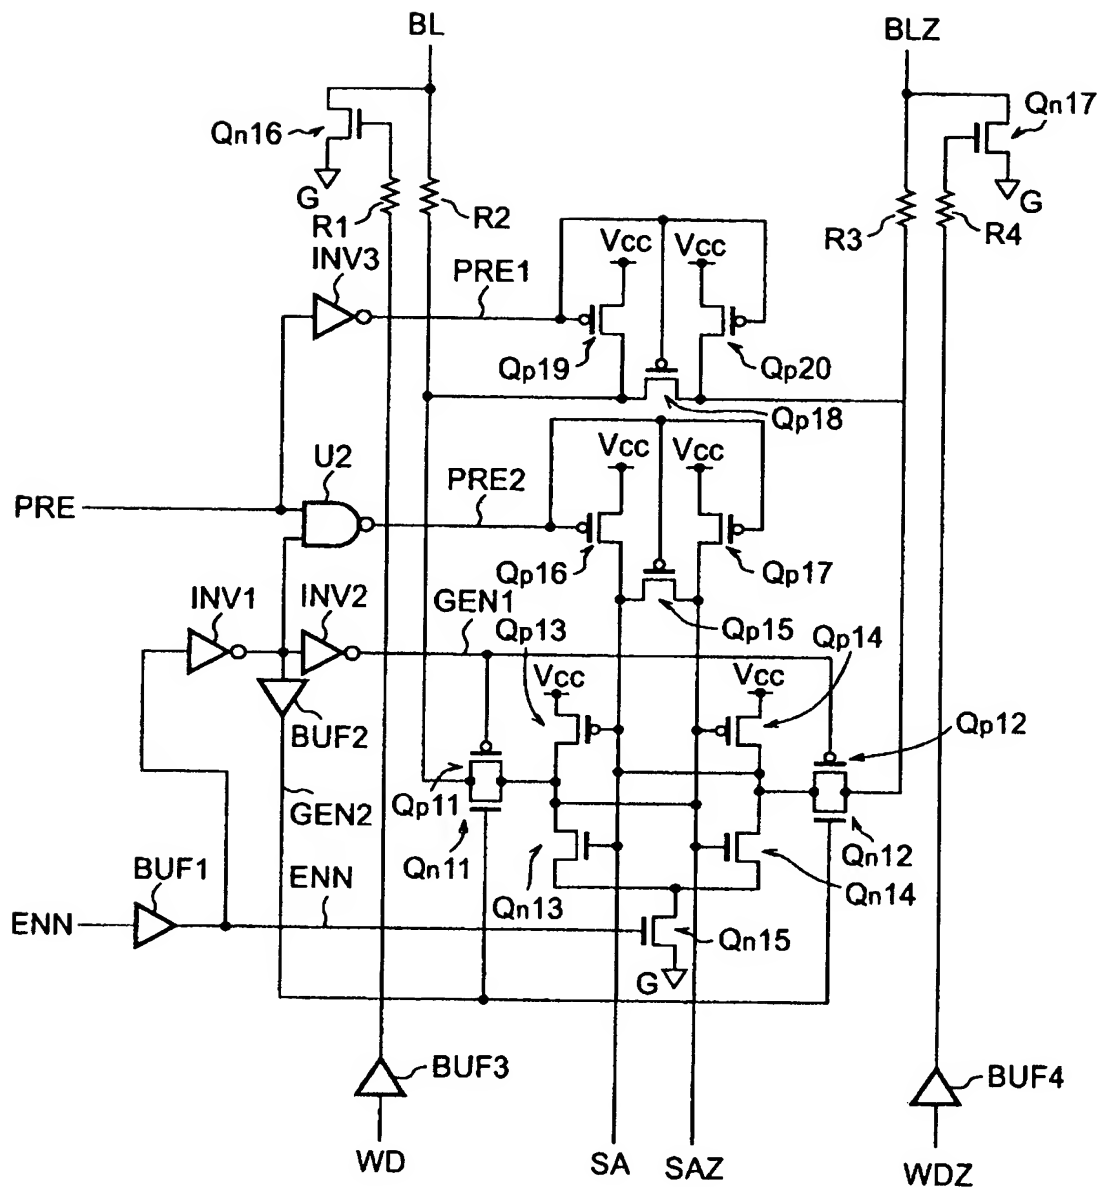 BL
BLZ
Qn16
Qn17
G
G
R1
R2
R3
R4
INV3
PRE1
Vcc
Vcc
Qp19
Qp20
Qp18
U2
PRE
PRE2
Vcc
Vcc
Qp16
Qp17
INV1
INV2
GEN1
Qp13
Qp15
Qp14
Vcc
Vcc
BUF2
Qp12
Qp11
GEN2
Qn11
Qn12
BUF1
ENN
Qn13
Qn14
ENN
Qn15
G
BUF3
BUF4
WD
SA
SAZ
WDZ